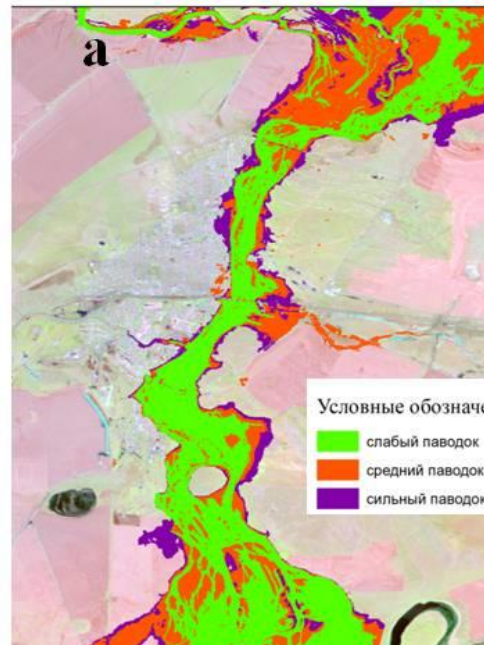 а
Условные обозначе
слабый паводок
средний паводок
сильный паводок